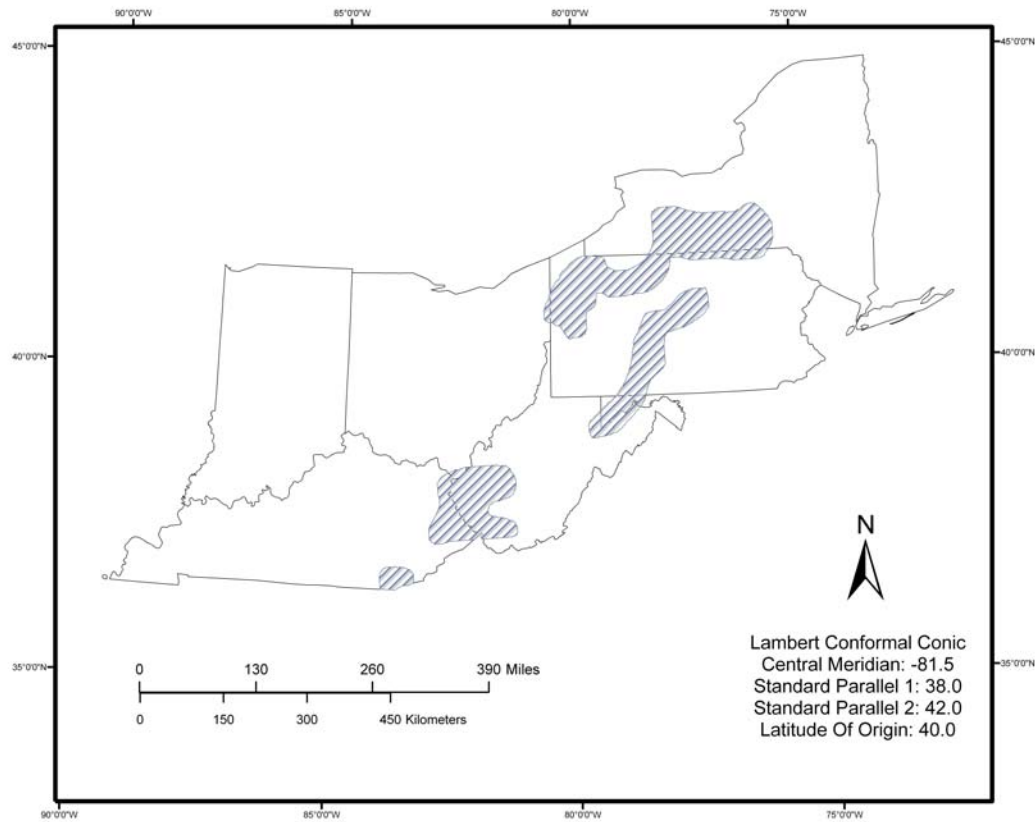 90°0'0"W 85°0'0"W 80°0'0"W 75°0'0"W
45°0'0"N 45°0'0"N
40°0'0"N 40°0'0"N
N
Lambert Conformal Conic
Central Meridian: -81.5
Standard Parallel 1: 38.0
Standard Parallel 2: 42.0
Latitude Of Origin: 40.0
35°0'0"N 35°0'0"N
0 130 260 390 Miles
0 150 300 450 Kilometers
90°0'0"W 85°0'0"W 80°0'0"W 75°0'0"W